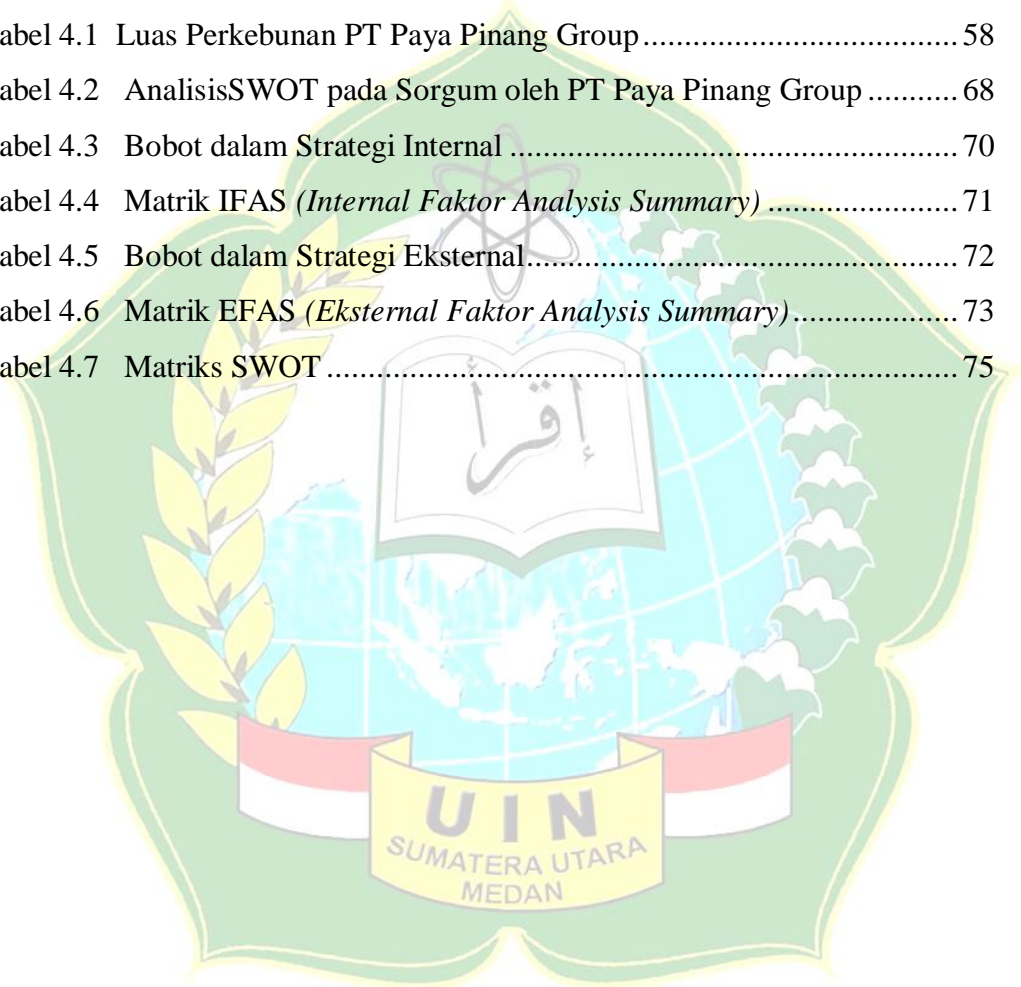 abel 4.1 Luas Perkebunan PT Paya Pinang Group.................................. 58
abel 4.2 AnalisisSWOT pada Sorgum oleh PT Paya Pinang Group ........... 68
abel 4.3 Bobot dalam Strategi Internal ................................................ 70
abel 4.4 Matrik IFAS (Internal Faktor Analysis Summary) ..................... 71
abel 4.5 Bobot dalam Strategi Eksternal............................................... 72
abel 4.6 Matrik EFAS (Eksternal Faktor Analysis Summary)................... 73
abel 4.7 Matriks SWOT .................................................................... 75
إقرأ
UIN
SUMATERA UTARA
MEDAN